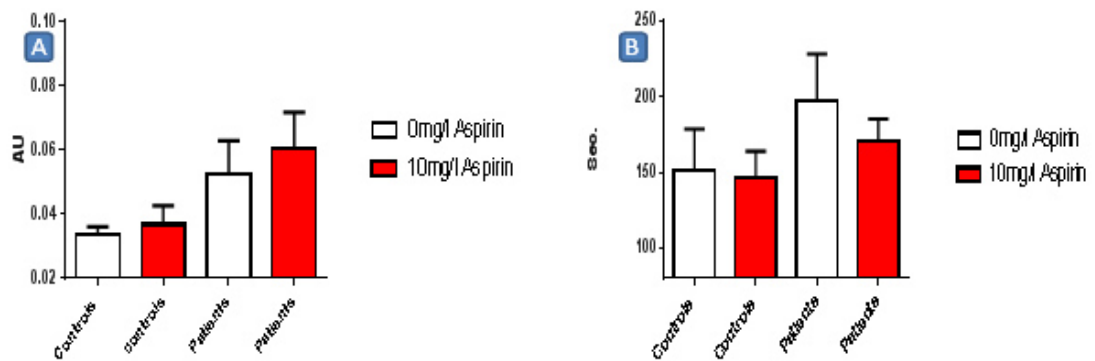 A
0.10
0.08
0.06
0.04
0.02
AU
Controls
controls
Patients
Patients
0mg/l Aspirin
10mg/l Aspirin
B
250
200
150
100
Sec.
Controls
Controls
Patients
Patients
0mg/l Aspirin
10mg/l Aspirin